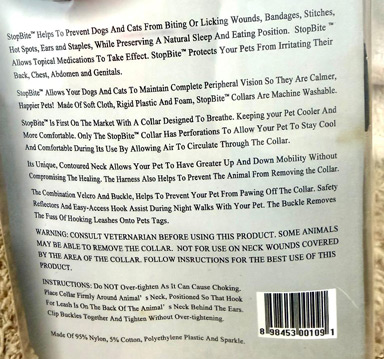 StopBite™ Helps To Prevent Dogs And Cats From Biting Or Licking Wounds, Bandages, Stitches,
Hot Spots, Ears and Staples, While Preserving A Natural Sleep And Eating Position. StopBite™
Allows Topical Medications To Take Effect. StopBite™ Protects Your Pets From Irritating Their
Back, Chest, Abdomen and Genitals.
StopBite™ Allows Your Dogs And Cats To Maintain Complete Peripheral Vision So They Are Calmer,
Happier Pets! Made Of Soft Cloth, Rigid Plastic And Foam, StopBite™ Collars Are Machine Washable.
StopBite™ Is First On The Market With A Collar Designed To Breathe. Keeping your Pet Cooler And
More Comfortable. Only The StopBite™ Collar Has Perforations To Allow Your Pet To Stay Cool
And Comfortable During Its Use By Allowing Air To Circulate Through The Collar.
Its Unique, Contoured Neck Allows Your Pet To Have Greater Up And Down Mobility Without
Compromising The Healing. The Harness Also Helps To Prevent The Animal From Removing the Collar.
The Combination Velcro And Buckle, Helps To Prevent Your Pet From Pawing Off The Collar. Safety
Reflectors And Easy-Access Hook Assist During Night Walks With Your Pet. The Buckle Removes
The Fuss Of Hooking Leashes Onto Pets Tags.
WARNING: CONSULT VETERNARIAN BEFORE USING THIS PRODUCT. SOME ANIMALS
MAY BE ABLE TO REMOVE THE COLLAR. NOT FOR USE ON NECK WOUNDS COVERED
BY THE AREA OF THE COLLAR. FOLLOW INSRUCTIONS FOR THE BEST USE OF THIS
PRODUCT.
INSTRUCTIONS: Do NOT Over-tighten As It Can Cause Choking.
Place Collar Firmly Around Animal's Neck, Positioned So That Hook
For Leash Is On The Back Of The Animal's Neck Behind The Ears.
Clip Buckles Together And Tighten Without Over-tightening.
Made Of 95% Nylon, 5% Cotton, Polyethylene Plastic And Sparkle.
8 98453 00109 1